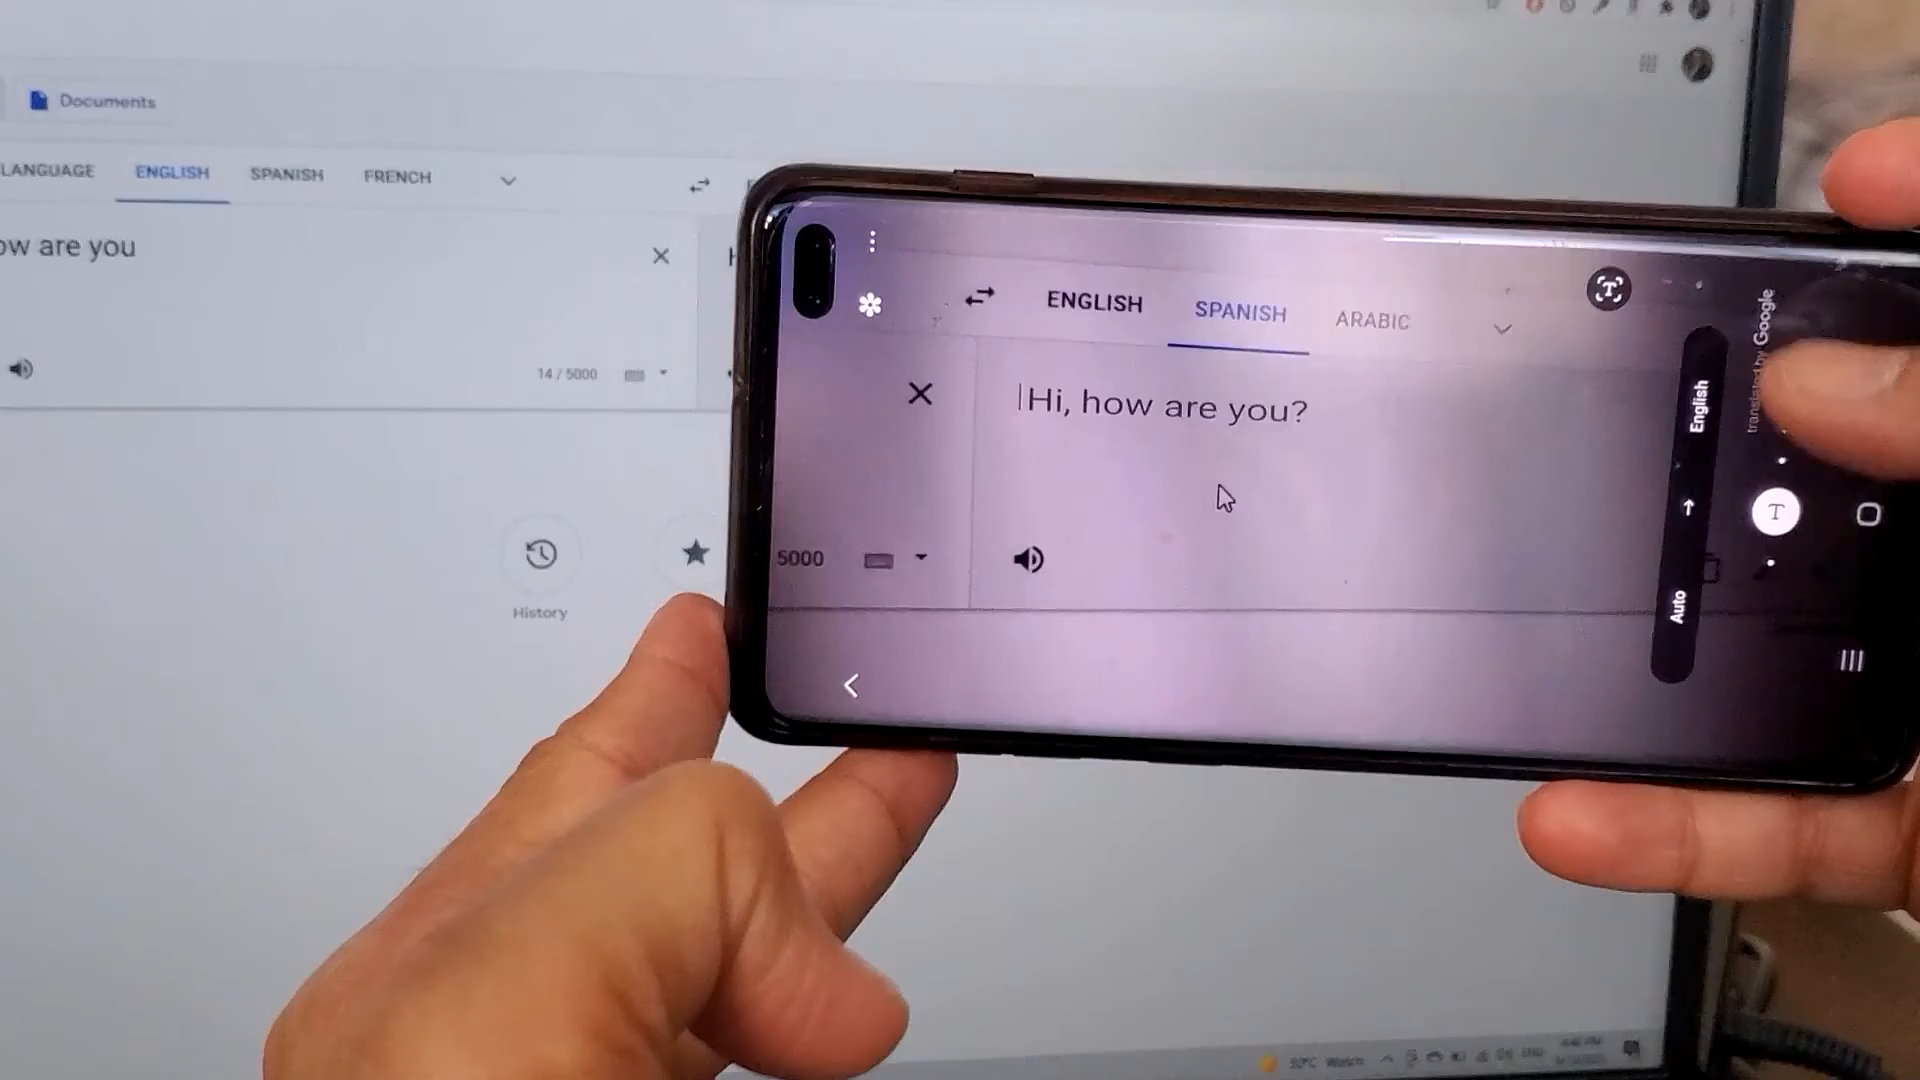 Documents
LANGUAGE ENGLISH SPANISH FRENCH
ow are you
14 / 5000
History
ENGLISH SPANISH ARABIC
Hi, how are you?
5000
English
Auto
translated by Google
T
30°C